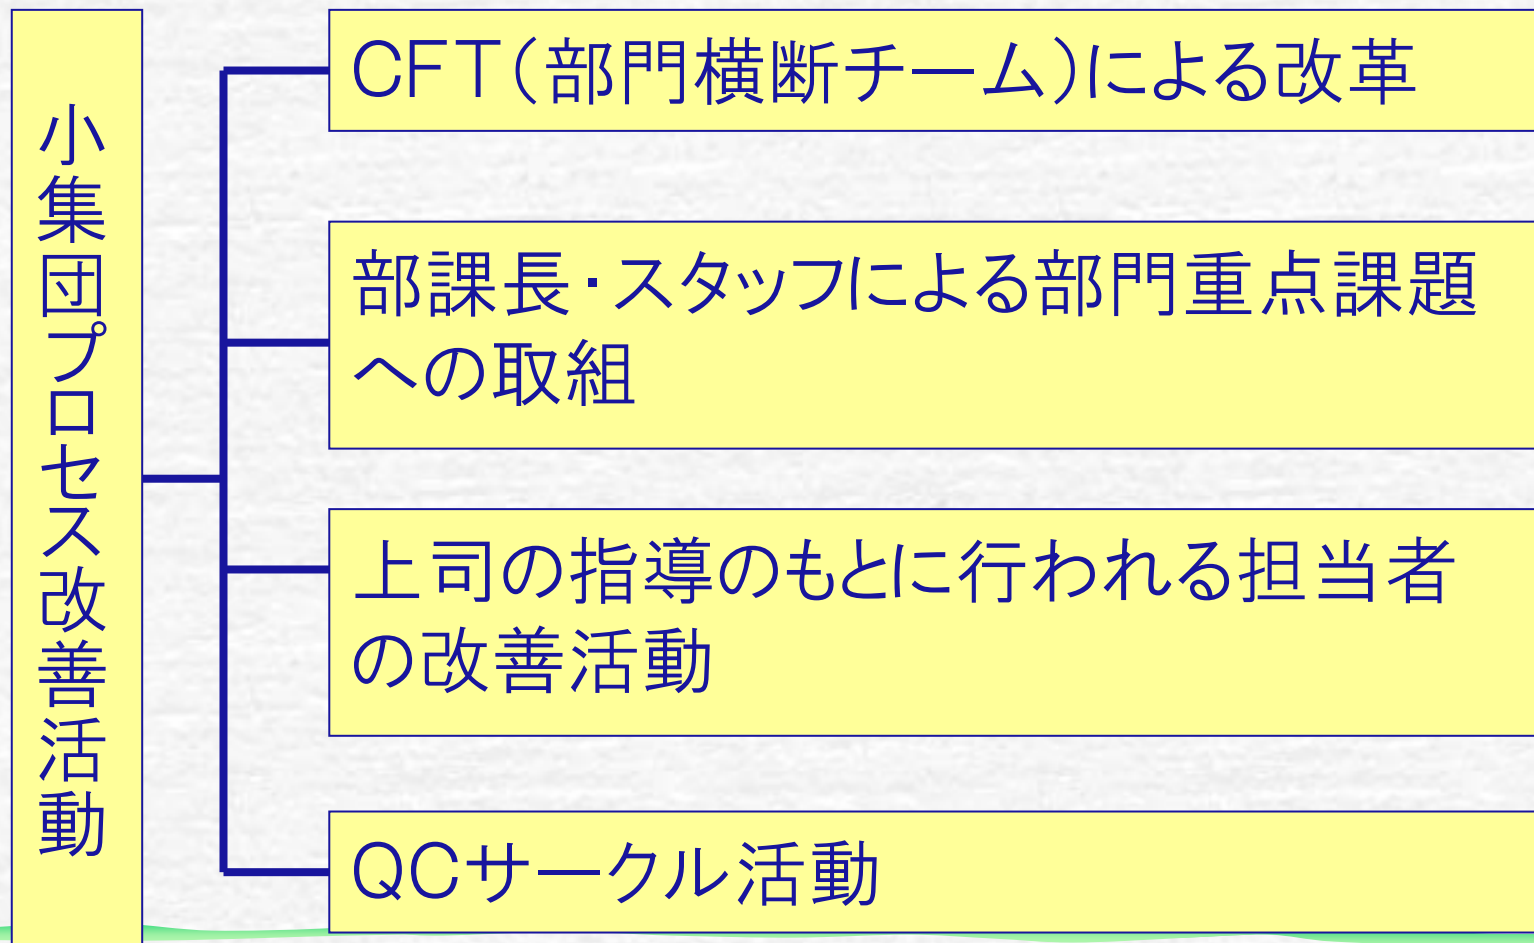 小集団プロセス改善活動
CFT(部門横断チーム)による改革
部課長・スタッフによる部門重点課題
への取組
上司の指導のもとに行われる担当者
の改善活動
QCサークル活動